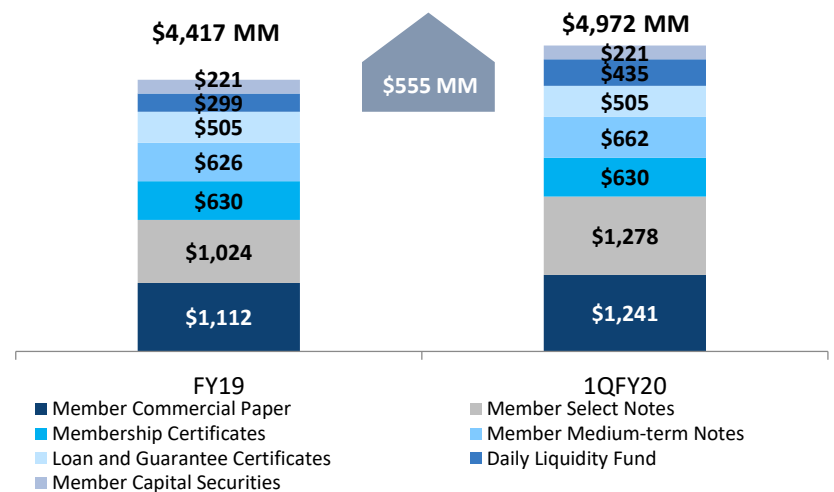 $4,417 MM
$4,972 MM
$555 MM
$221
$299
$505
$626
$630
$1,024
$1,112
$221
$435
$505
$662
$630
$1,278
$1,241
FY19
1QFY20
Member Commercial Paper
Member Select Notes
Membership Certificates
Member Medium-term Notes
Loan and Guarantee Certificates
Daily Liquidity Fund
Member Capital Securities